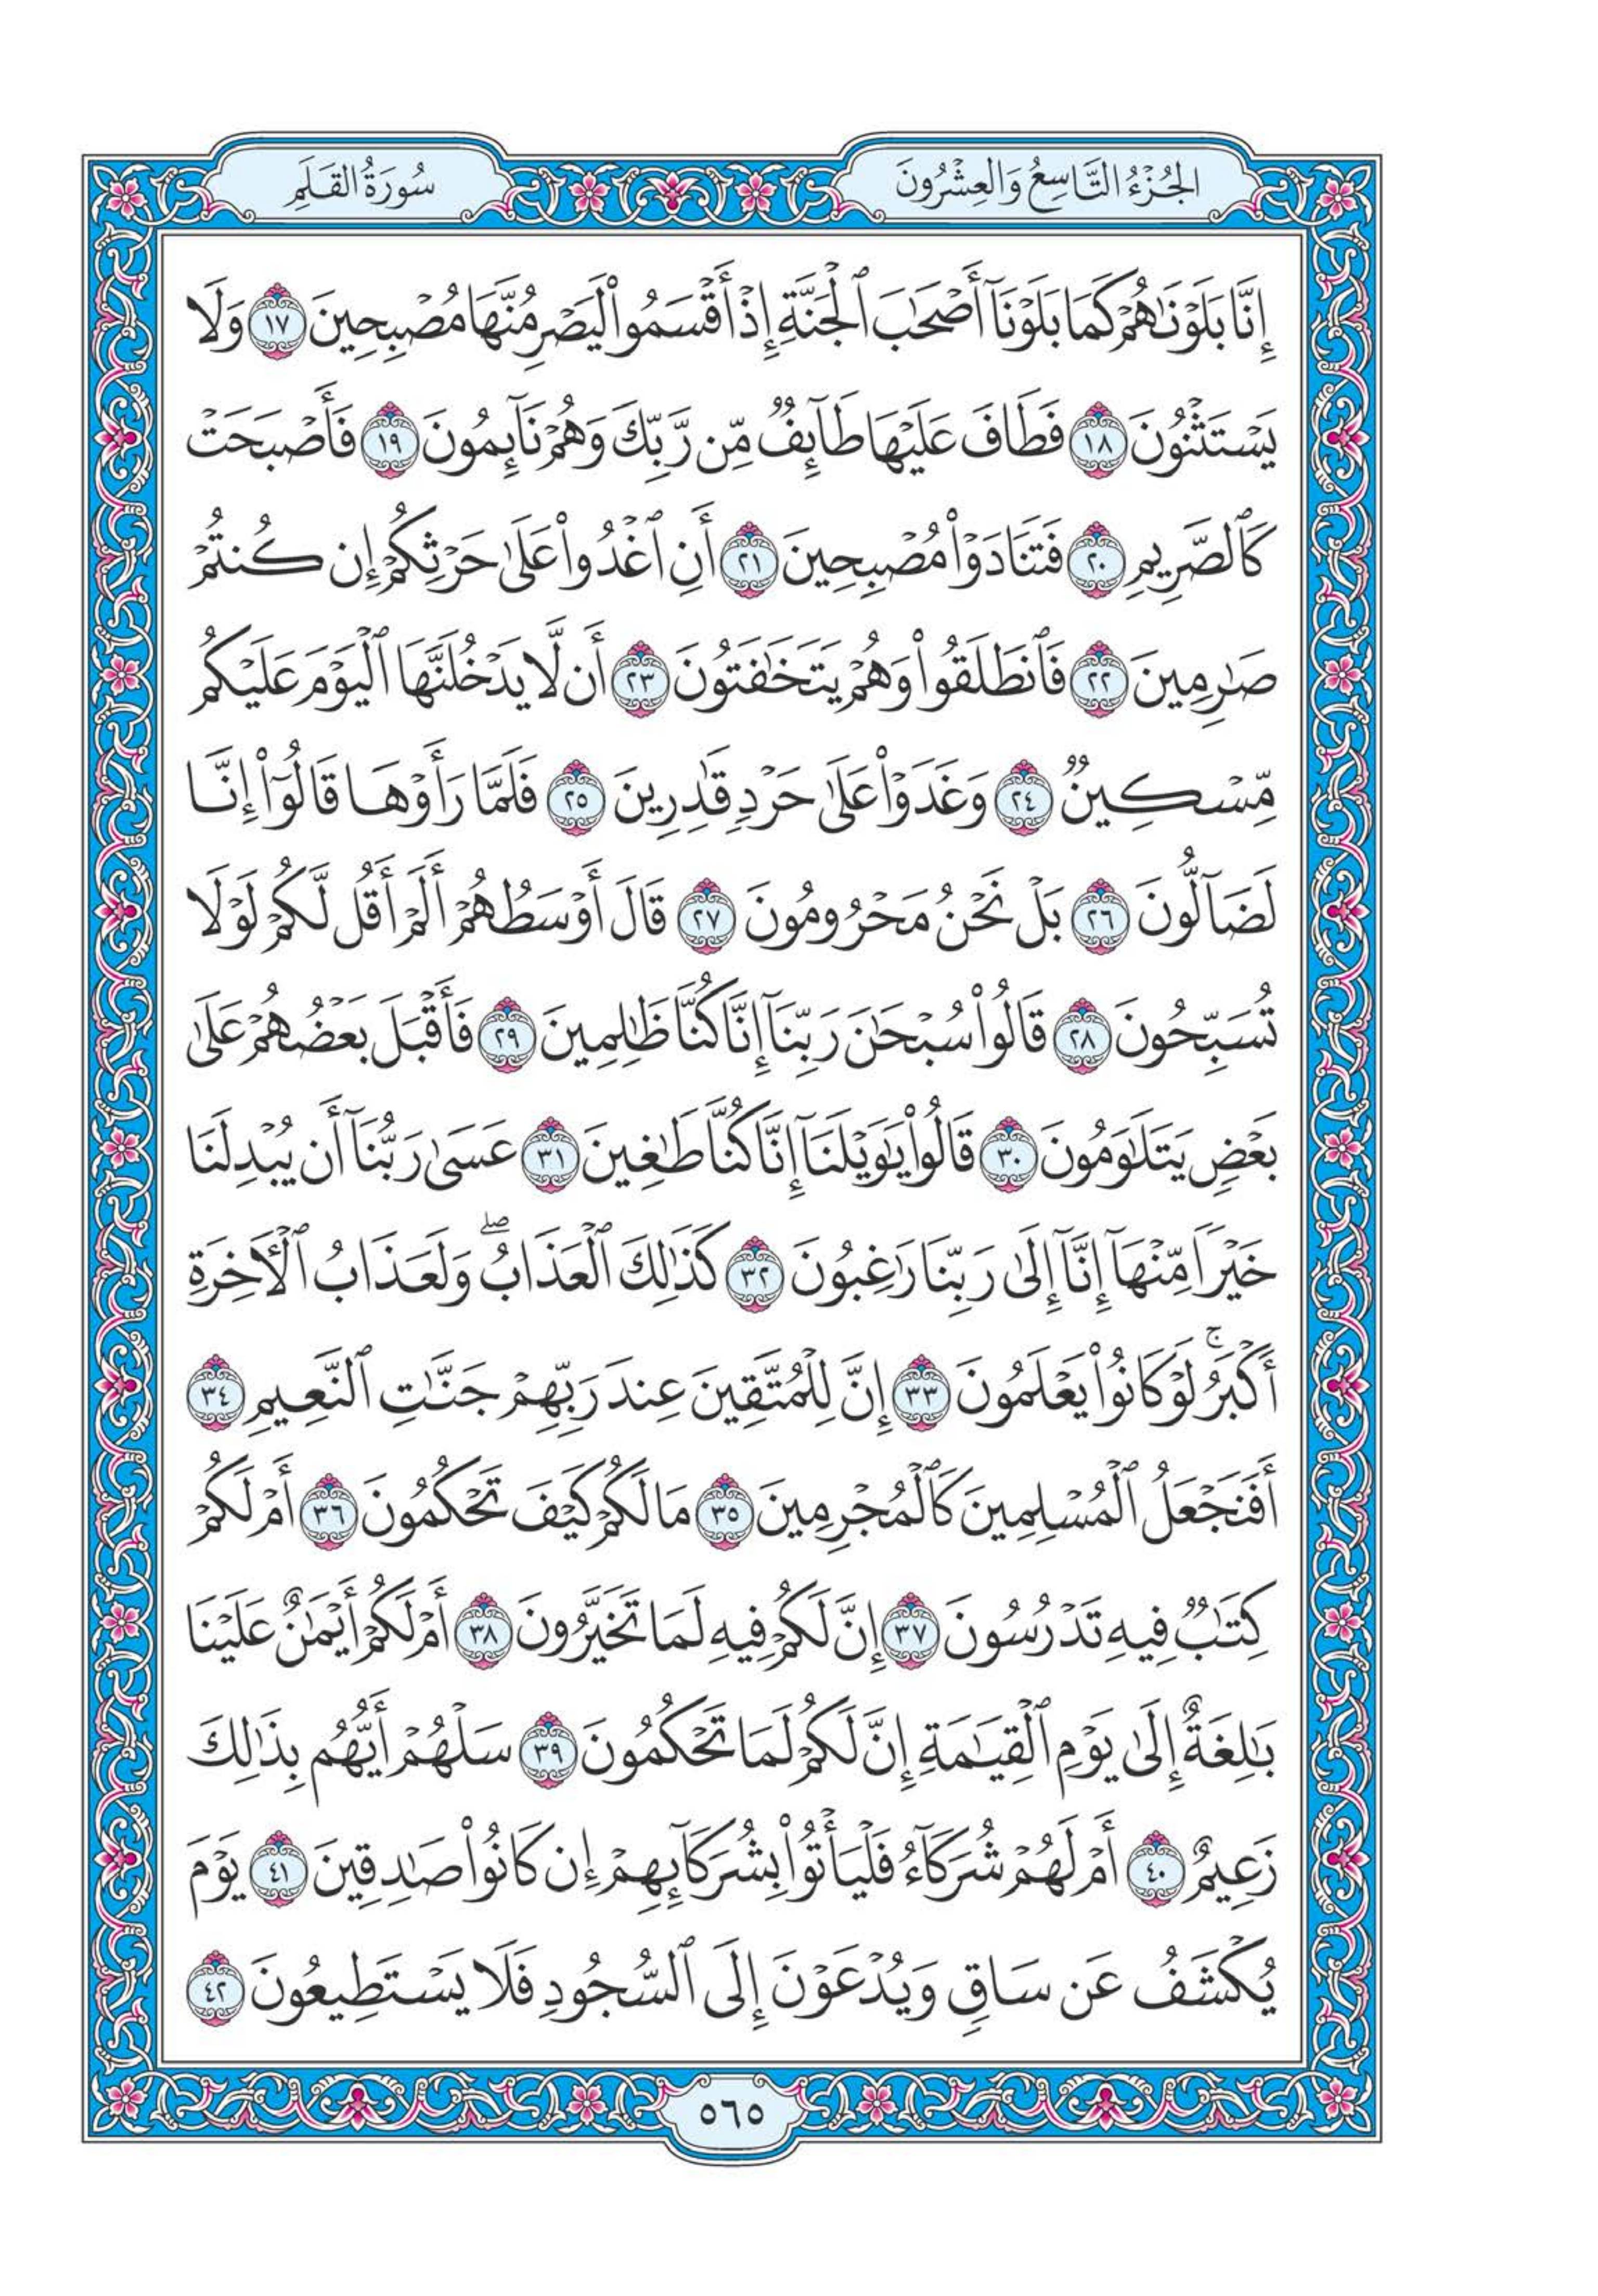 الجُزْءُ التَّاسِعُ وَالعِشْرُونَ
سُورَةُ القَلَمِ
إِنَّا بَلَوْنَٰهُمْ كَمَا بَلَوْنَآ أَصْحَٰبَ ٱلْجَنَّةِ إِذْ أَقْسَمُوا۟ لَيَصْرِمُنَّهَا مُصْبِحِينَ ١٧ وَلَا
يَسْتَثْنُونَ ١٨ فَطَافَ عَلَيْهَا طَآئِفٌ مِّن رَّبِّكَ وَهُمْ نَآئِمُونَ ١٩ فَأَصْبَحَتْ
كَٱلصَّرِيمِ ٢٠ فَتَنَادَوْا۟ مُصْبِحِينَ ٢١ أَنِ ٱغْدُوا۟ عَلَىٰ حَرْثِكُمْ إِن كُنتُمْ
صَٰرِمِينَ ٢٢ فَٱنطَلَقُوا۟ وَهُمْ يَتَخَٰفَتُونَ ٢٣ أَن لَّا يَدْخُلَنَّهَا ٱلْيَوْمَ عَلَيْكُم
مِّسْكِينٌ ٢٤ وَغَدَوْا۟ عَلَىٰ حَرْدٍ قَٰدِرِينَ ٢٥ فَلَمَّا رَأَوْهَا قَالُوٓا۟ إِنَّا
لَضَآلُّونَ ٢٦ بَلْ نَحْنُ مَحْرُومُونَ ٢٧ قَالَ أَوْسَطُهُمْ أَلَمْ أَقُل لَّكُمْ لَوْلَا
تُسَبِّحُونَ ٢٨ قَالُوا۟ سُبْحَٰنَ رَبِّنَآ إِنَّا كُنَّا ظَٰلِمِينَ ٢٩ فَأَقْبَلَ بَعْضُهُمْ عَلَىٰ
بَعْضٍ يَتَلَٰوَمُونَ ٣٠ قَالُوا۟ يَٰوَيْلَنَآ إِنَّا كُنَّا طَٰغِينَ ٣١ عَسَىٰ رَبُّنَآ أَن يُبْدِلَنَا
خَيْرًا مِّنْهَآ إِنَّآ إِلَىٰ رَبِّنَا رَٰغِبُونَ ٣٢ كَذَٰلِكَ ٱلْعَذَابُ ۖ وَلَعَذَابُ ٱلْـَٔاخِرَةِ
أَكْبَرُ ۚ لَوْ كَانُوا۟ يَعْلَمُونَ ٣٣ إِنَّ لِلْمُتَّقِينَ عِندَ رَبِّهِمْ جَنَّٰتِ ٱلنَّعِيمِ ٣٤
أَفَنَجْعَلُ ٱلْمُسْلِمِينَ كَٱلْمُجْرِمِينَ ٣٥ مَا لَكُمْ كَيْفَ تَحْكُمُونَ ٣٦ أَمْ لَكُمْ
كِتَٰبٌ فِيهِ تَدْرُسُونَ ٣٧ إِنَّ لَكُمْ فِيهِ لَمَا تَخَيَّرُونَ ٣٨ أَمْ لَكُمْ أَيْمَٰنٌ عَلَيْنَا
بَٰلِغَةٌ إِلَىٰ يَوْمِ ٱلْقِيَٰمَةِ إِنَّ لَكُمْ لَمَا تَحْكُمُونَ ٣٩ سَلْهُمْ أَيُّهُم بِذَٰلِكَ
زَعِيمٌ ٤٠ أَمْ لَهُمْ شُرَكَآءُ فَلْيَأْتُوا۟ بِشُرَكَآئِهِمْ إِن كَانُوا۟ صَٰدِقِينَ ٤١ يَوْمَ
يُكْشَفُ عَن سَاقٍ وَيُدْعَوْنَ إِلَى ٱلسُّجُودِ فَلَا يَسْتَطِيعُونَ ٤٢
٥٦٥